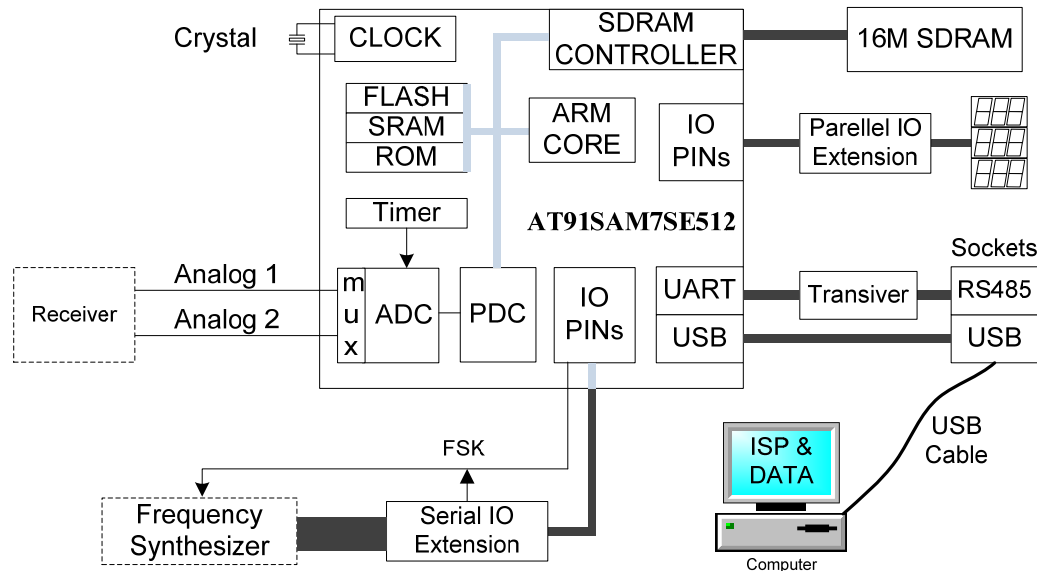 Crystal
CLOCK
SDRAM
CONTROLLER
16M SDRAM
FLASH
SRAM
ROM
ARM
CORE
IO
PINs
Parellel IO
Extension
Timer
AT91SAM7SE512
Sockets
Receiver
Analog 1
Analog 2
mux
ADC
PDC
IO
PINs
UART
USB
Transiver
RS485
USB
USB
Cable
FSK
ISP &
DATA
Frequency
Synthesizer
Serial IO
Extension
Computer